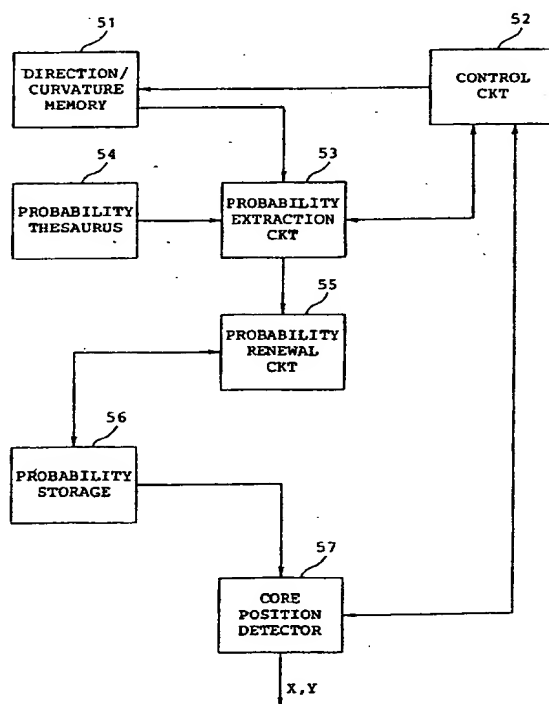 51
DIRECTION/
CURVATURE
MEMORY
52
CONTROL
CKT
54
PROBABILITY
THESAURUS
53
PROBABILITY
EXTRACTION
CKT
55
PROBABILITY
RENEWAL
CKT
56
PROBABILITY
STORAGE
57
CORE
POSITION
DETECTOR
X,Y